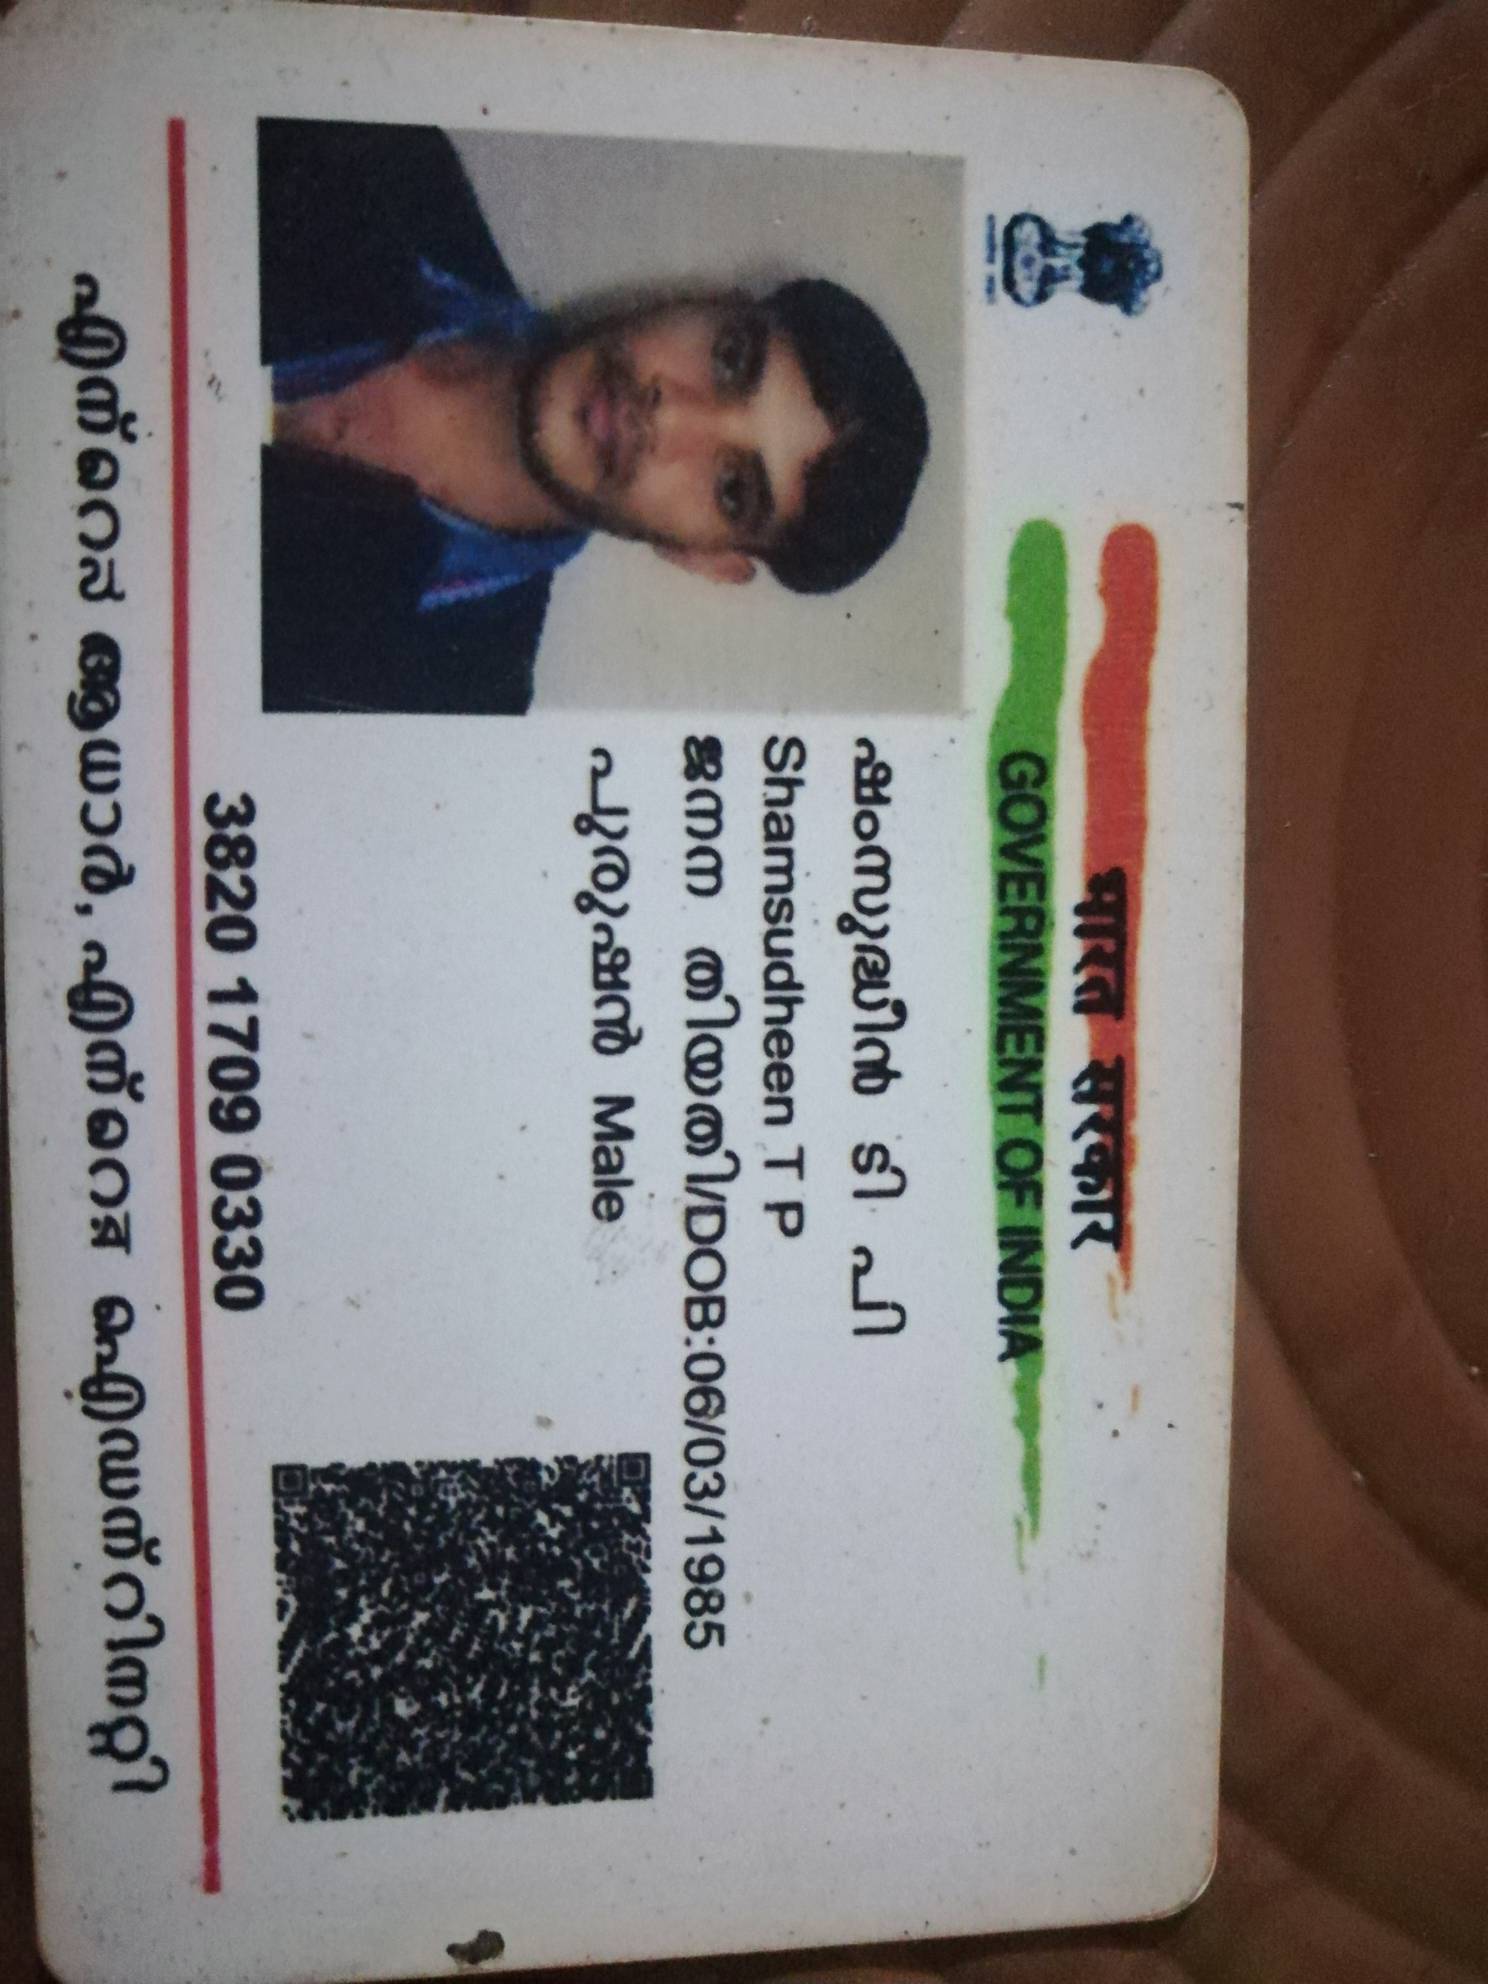 भारत सरकार
GOVERNMENT OF INDIA
ഷംസുദ്ധീൻ ടി പി
Shamsudheen T P
ജനന തിയതി/DOB:06/03/1985
പുരുഷൻ Male
3820 1709 0330
എന്റെ ആധാർ, എന്റെ ഐഡന്റിറ്റി